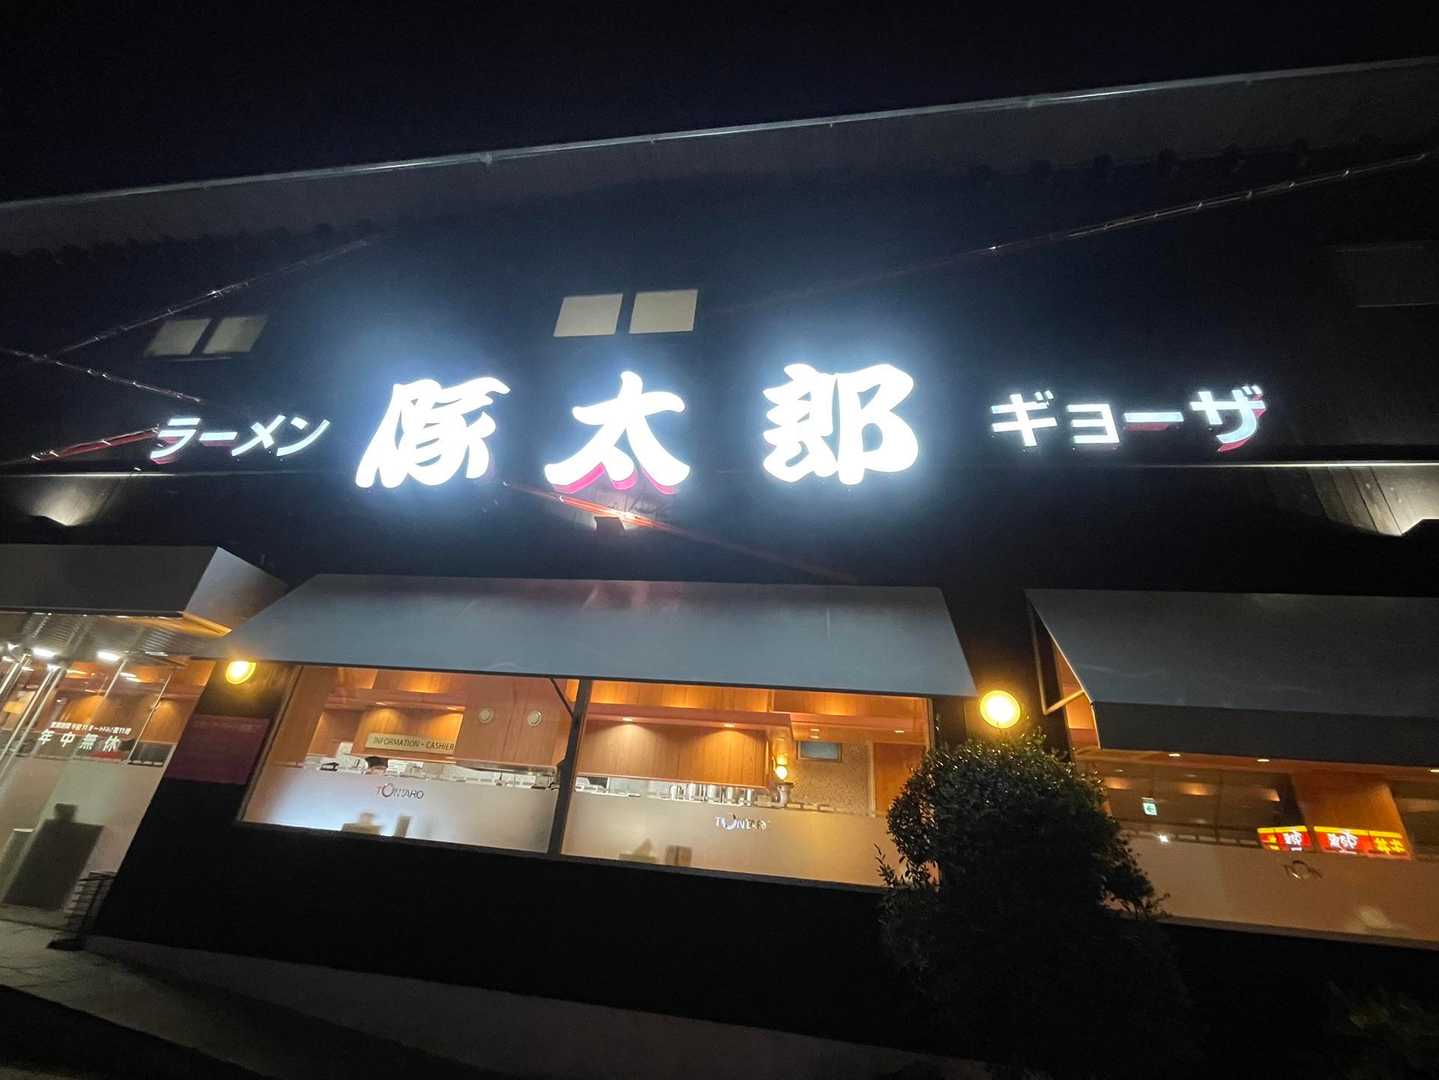 ラーメン 豚太郎 ギョーザ
年中無休
INFORMATION・CASHIER
TONTARO